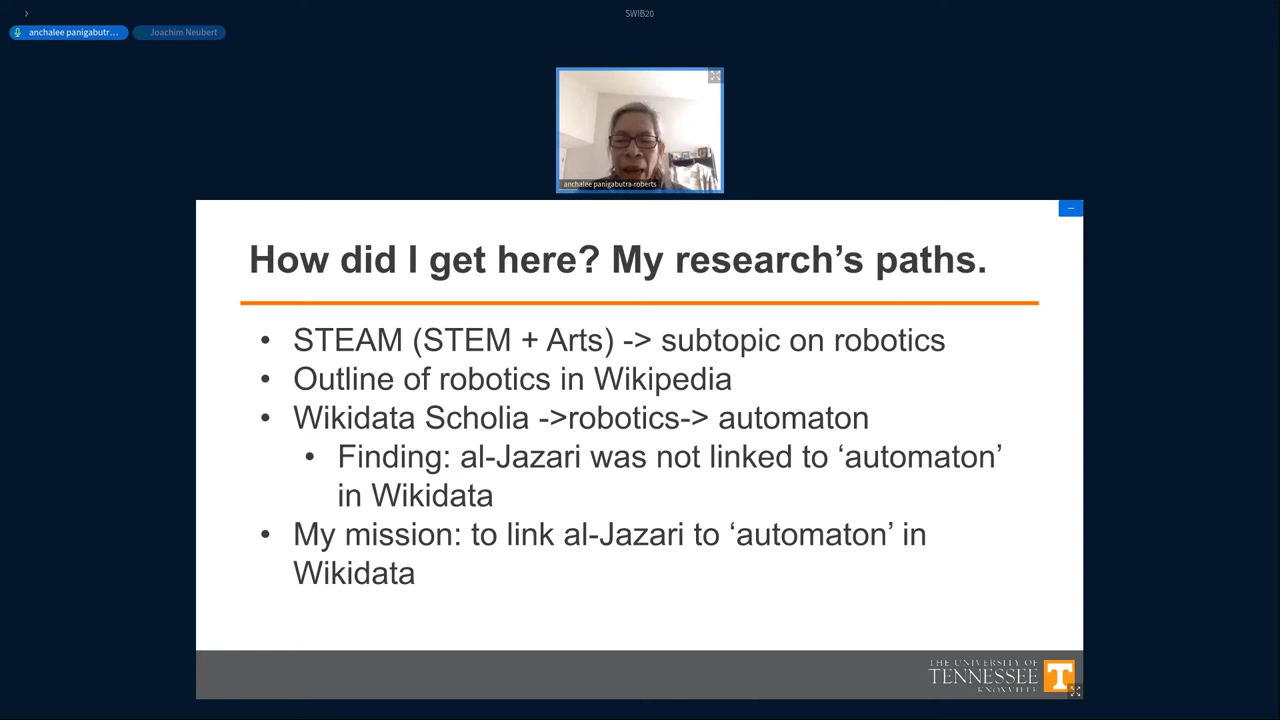 SWIB20
anchalee panigabutr...
Joachim Neubert
anchalee panigabutra-roberts
How did I get here? My research’s paths.
• STEAM (STEM + Arts) -> subtopic on robotics
• Outline of robotics in Wikipedia
• Wikidata Scholia ->robotics-> automaton
• Finding: al-Jazari was not linked to ‘automaton’
in Wikidata
• My mission: to link al-Jazari to ‘automaton’ in
Wikidata
THE UNIVERSITY OF
TENNESSEE
KNOXVILLE
T